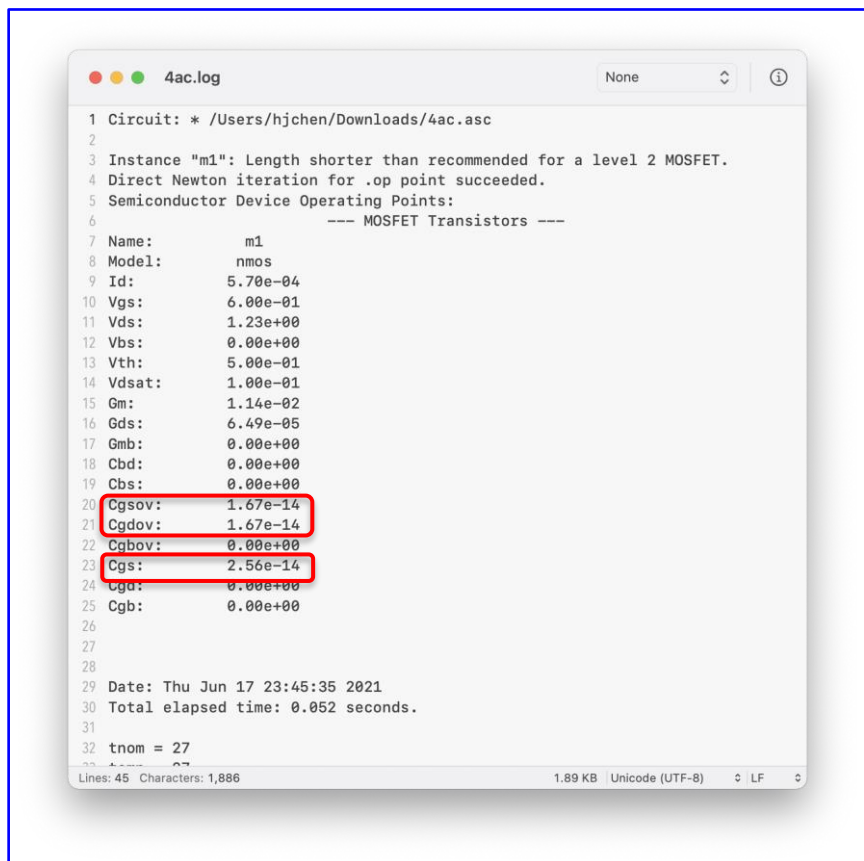 4ac.log
None
1 Circuit: * /Users/hjchen/Downloads/4ac.asc
2
3 Instance "m1": Length shorter than recommended for a level 2 MOSFET.
4 Direct Newton iteration for .op point succeeded.
5 Semiconductor Device Operating Points:
6 --- MOSFET Transistors ---
7 Name: m1
8 Model: nmos
9 Id: 5.70e-04
10 Vgs: 6.00e-01
11 Vds: 1.23e+00
12 Vbs: 0.00e+00
13 Vth: 5.00e-01
14 Vdsat: 1.00e-01
15 Gm: 1.14e-02
16 Gds: 6.49e-05
17 Gmb: 0.00e+00
18 Cbd: 0.00e+00
19 Cbs: 0.00e+00
20 Cgsov: 1.67e-14
21 Cgdov: 1.67e-14
22 Cgbov: 0.00e+00
23 Cgs: 2.56e-14
24 Cgd: 0.00e+00
25 Cgb: 0.00e+00
26
27
28
29 Date: Thu Jun 17 23:45:35 2021
30 Total elapsed time: 0.052 seconds.
31
32 tnom = 27
Lines: 45 Characters: 1,886 1.89 KB Unicode (UTF-8) LF